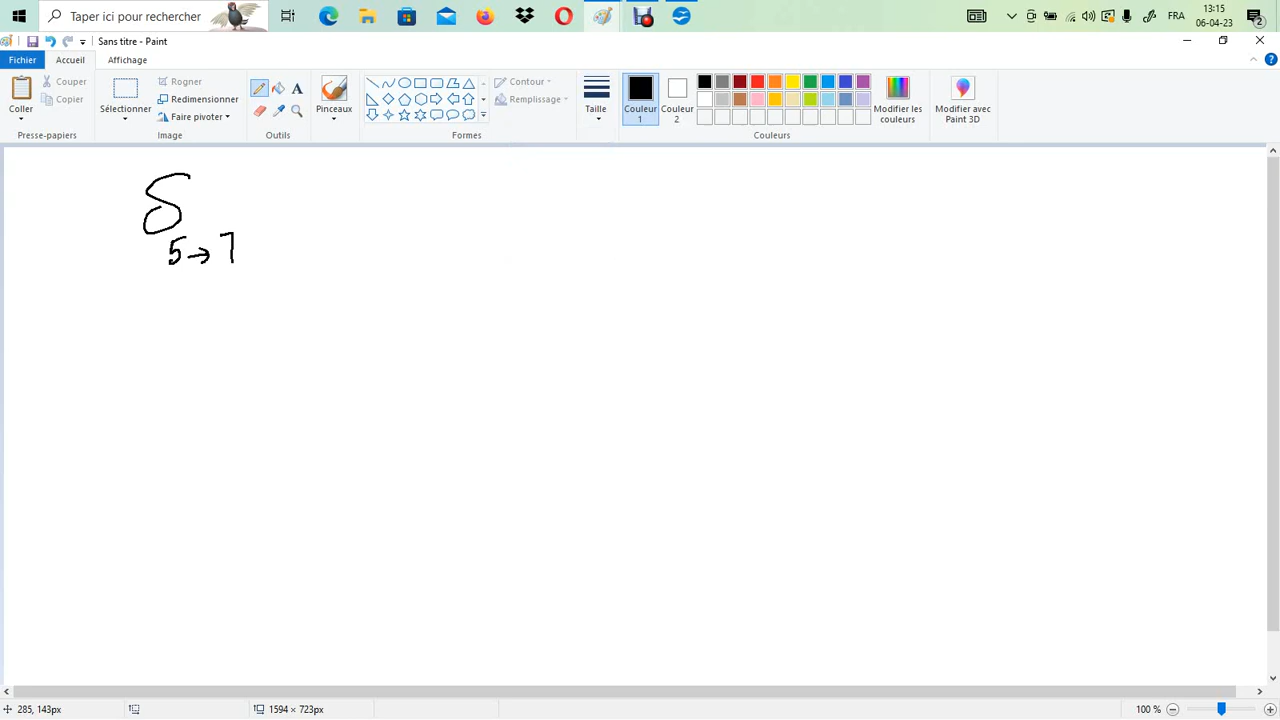 Taper ici pour rechercher FRA 13:15 06-04-23 2
Sans titre - Paint
Fichier Accueil Affichage ?
Coller Couper Copier Presse-papiers
Sélectionner Rogner Redimensionner Faire pivoter Image
A Outils
Pinceaux
Contour Remplissage Formes
Taille
Couleur 1 Couleur 2 Modifier les couleurs Couleurs
Modifier avec Paint 3D
δ
5→7
285, 143px 1594 × 723px 100 %